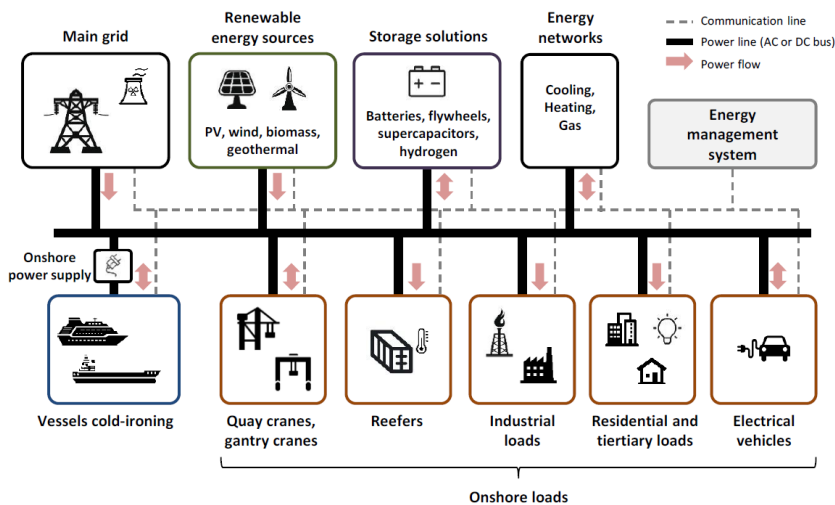 Main grid
Renewable
energy sources
Storage solutions
Energy
networks
Communication line
Power line (AC or DC bus)
Power flow
PV, wind, biomass,
geothermal
Batteries, flywheels,
supercapacitors,
hydrogen
Cooling,
Heating,
Gas
Energy
management
system
Onshore
power supply
Vessels cold-ironing
Quay cranes,
gantry cranes
Reefers
Industrial
loads
Residential and
tiertiary loads
Electrical
vehicles
Onshore loads